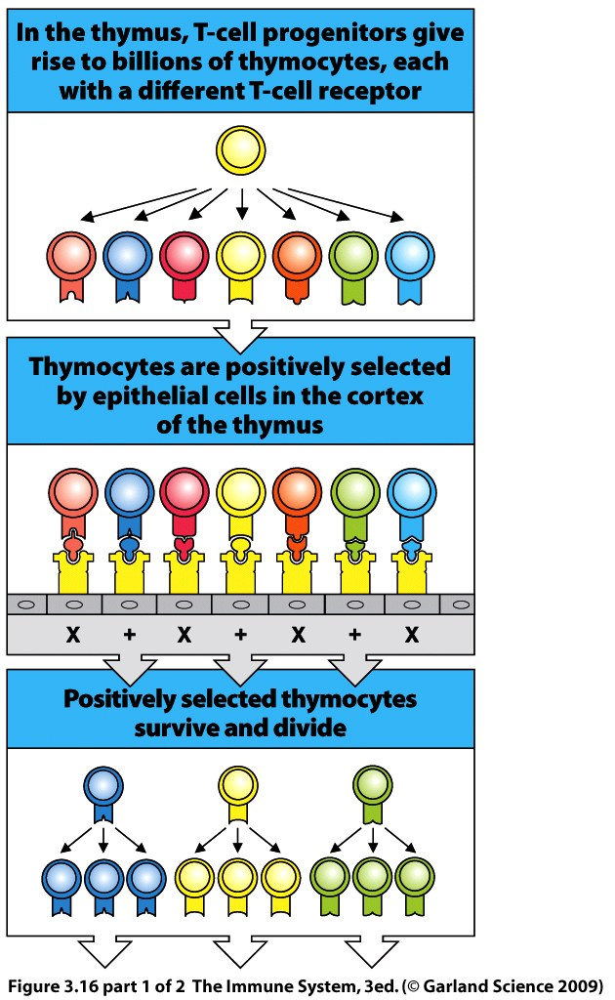 In the thymus, T-cell progenitors give
rise to billions of thymocytes, each
with a different T-cell receptor
Thymocytes are positively selected
by epithelial cells in the cortex
of the thymus
X + X + X + X
Positively selected thymocytes
survive and divide
Figure 3.16 part 1 of 2 The Immune System, 3ed. (© Garland Science 2009)